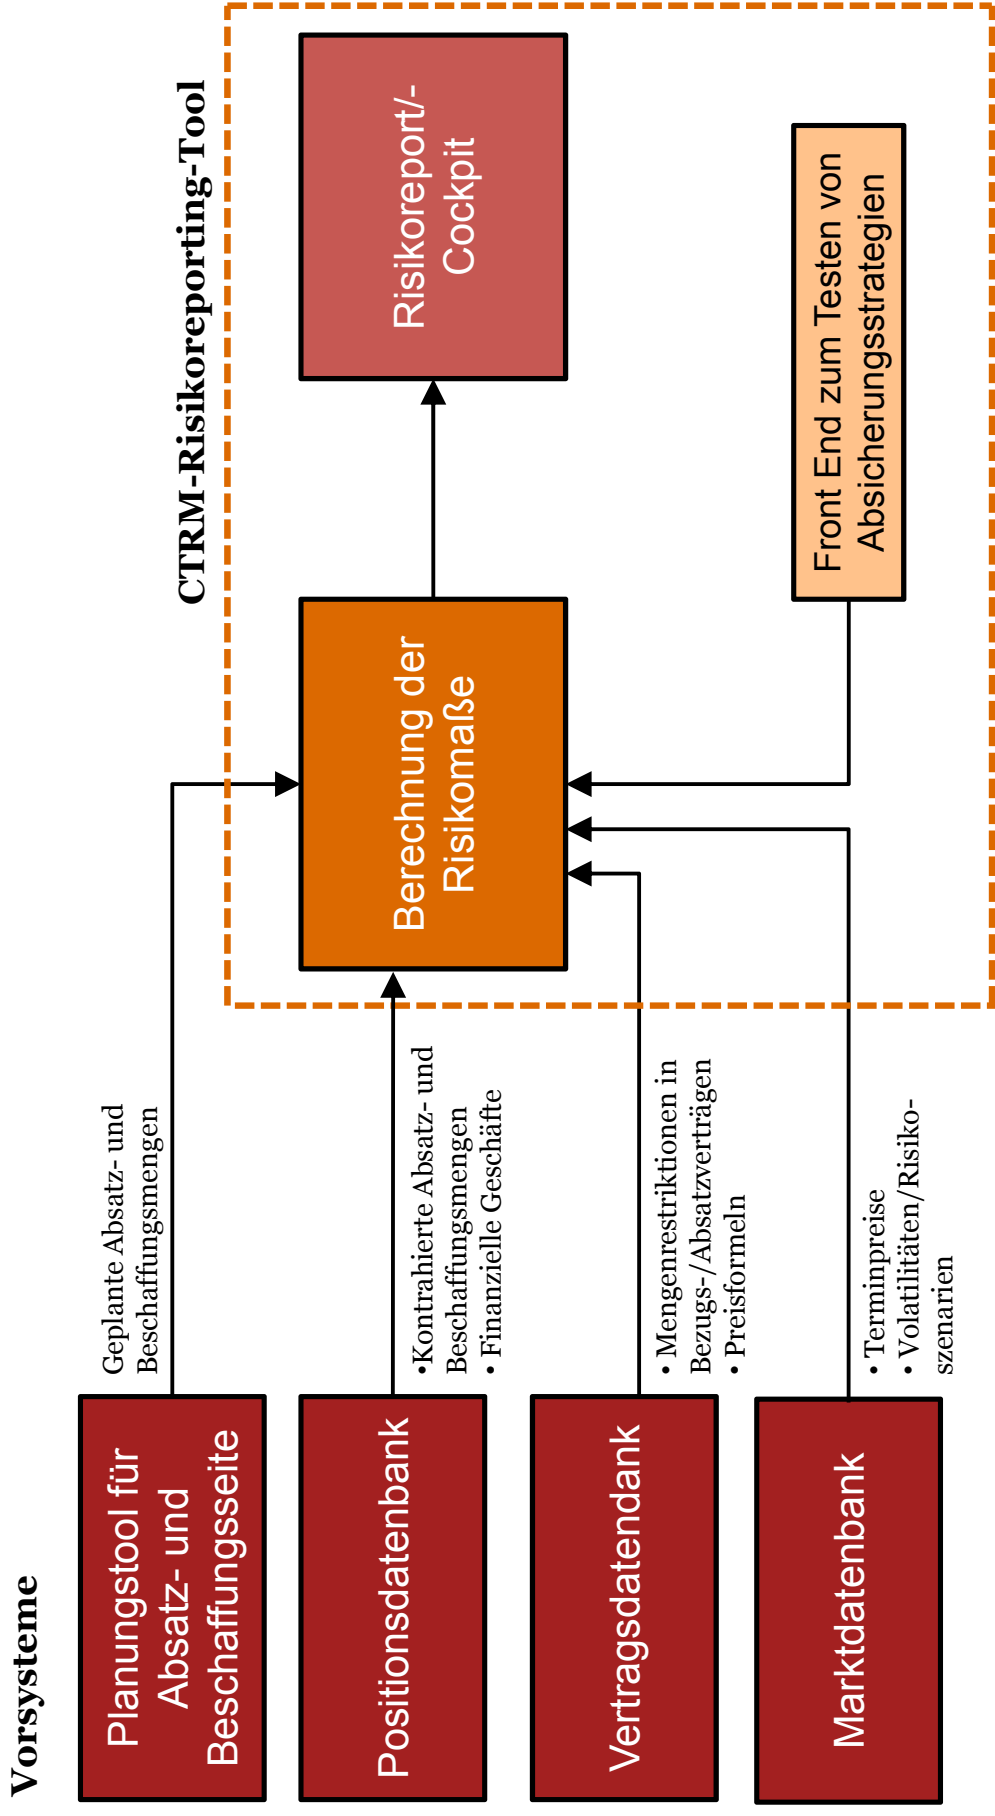 Vorsysteme
CTRM-Risikoreporting-Tool
Planungstool für
Absatz- und
Beschaffungsseite
Geplante Absatz- und
Beschaffungsmengen
Positionsdatenbank
•Kontrahierte Absatz- und
Beschaffungsmengen
• Finanzielle Geschäfte
Vertragsdatendank
• Mengenrestriktionen in
Bezugs-/Absatzverträgen
• Preisformeln
Marktdatenbank
• Terminpreise
• Volatilitäten/Risiko-
szenarien
Berechnung der
Risikomaße
Risikoreport/-
Cockpit
Front End zum Testen von
Absicherungsstrategien